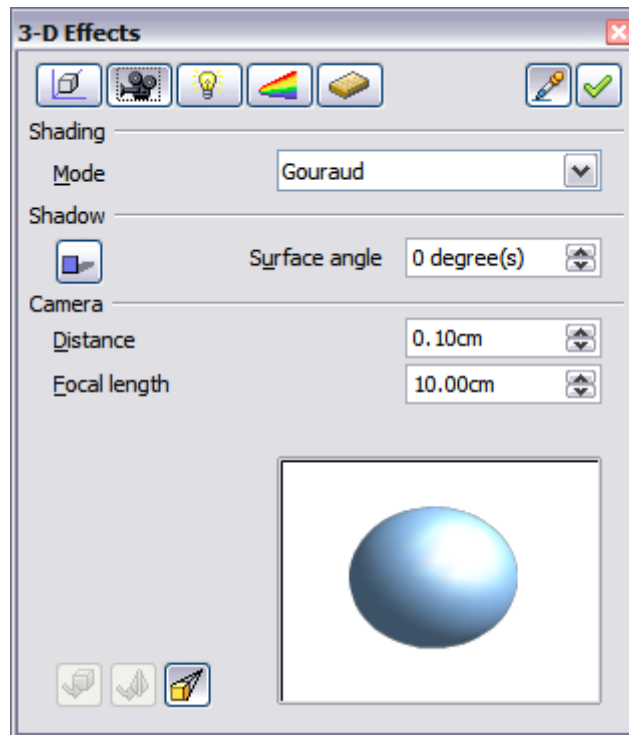 3-D Effects
Shading
Mode Gouraud
Shadow
Surface angle 0 degree(s)
Camera
Distance 0.10cm
Focal length 10.00cm